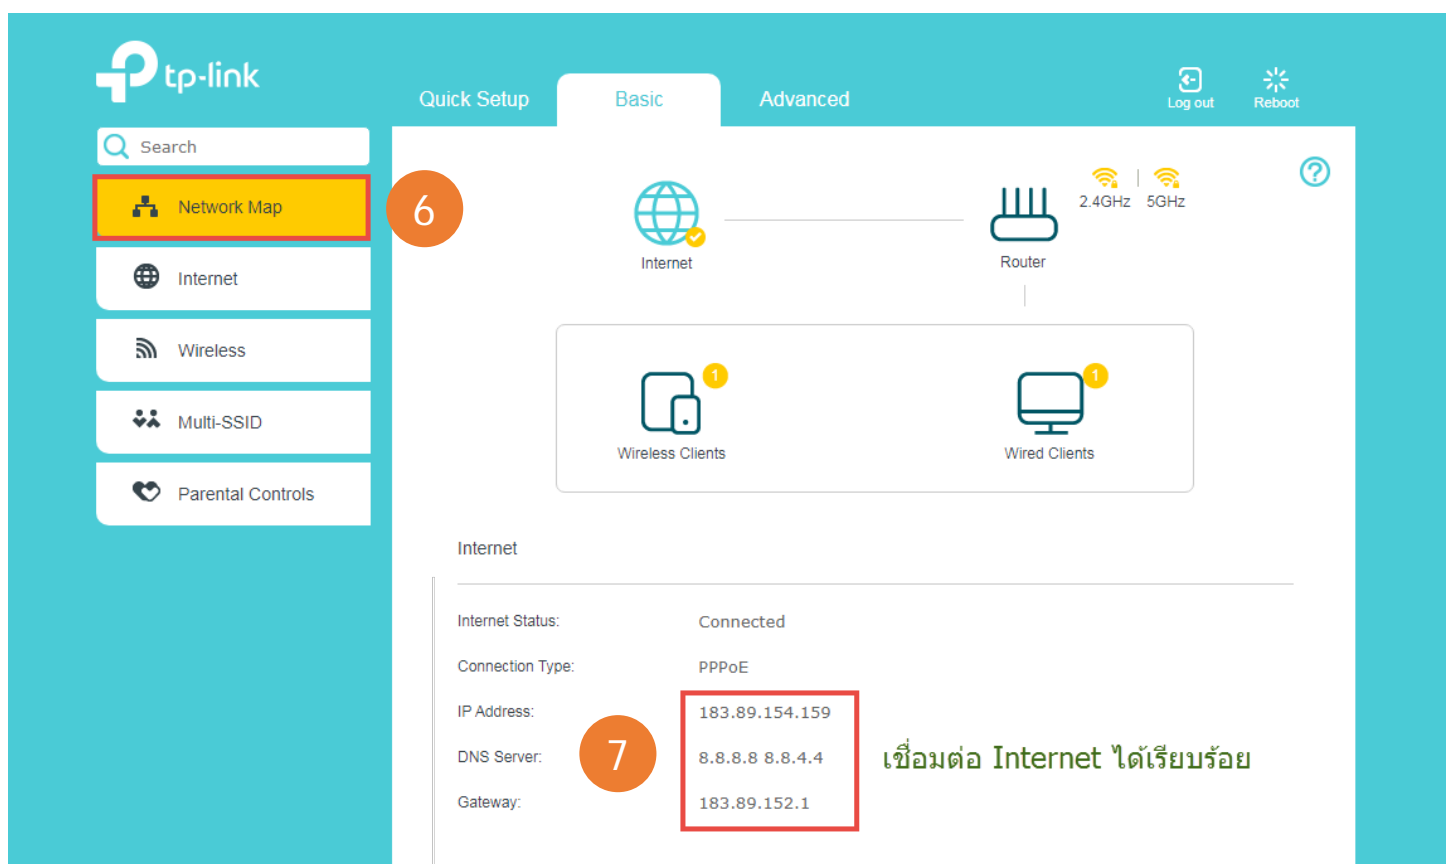 tp-link
Quick Setup Basic Advanced Log out Reboot
Search
Network Map 6
2.4GHz 5GHz
Internet Router
Internet
Wireless
Multi-SSID
Parental Controls
1 1
Wireless Clients Wired Clients
Internet
Internet Status: Connected
Connection Type: PPPoE
IP Address: 183.89.154.159
DNS Server: 7 8.8.8.8 8.8.4.4 เชื่อมต่อ Internet ได้เรียบร้อย
Gateway: 183.89.152.1